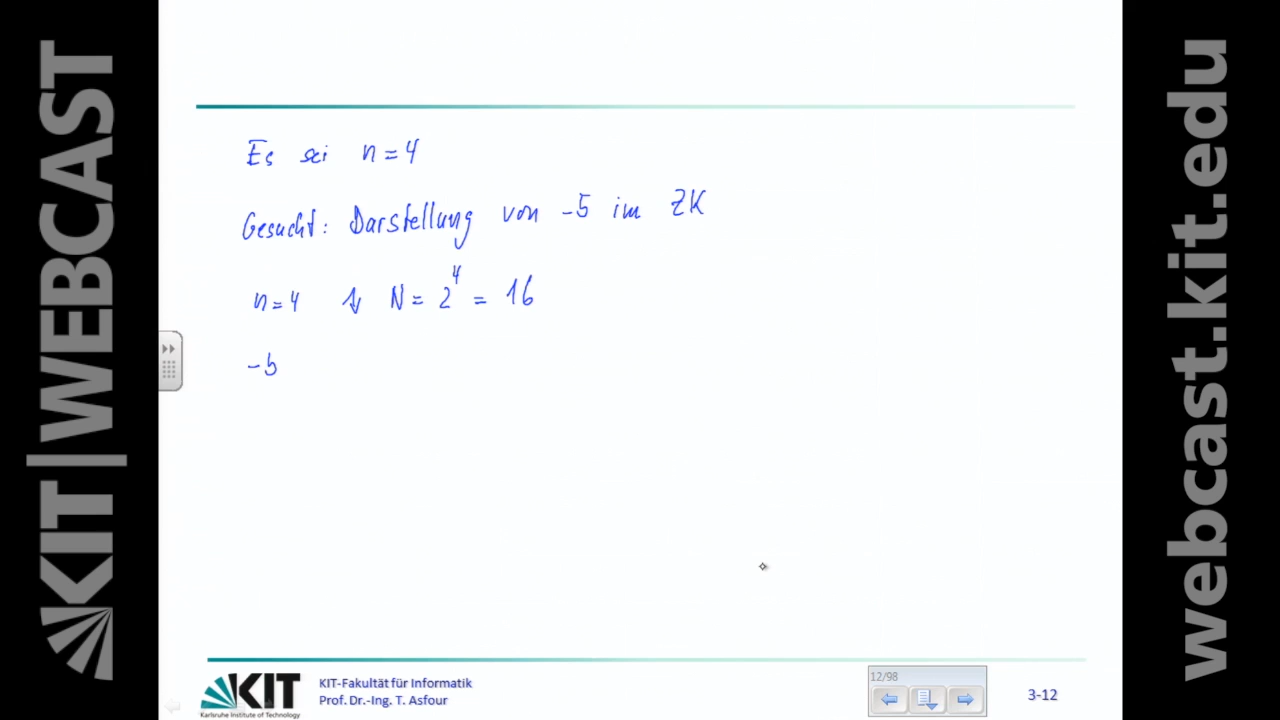 KIT|WEBCAST
Es sei n = 4
Gesucht: Darstellung von -5 im ZK
n = 4 ↯ N = 2⁴ = 16
-5
KIT
Karlsruhe Institute of Technology
KIT-Fakultät für Informatik
Prof. Dr.-Ing. T. Asfour
12/98
3-12
webcast.kit.edu